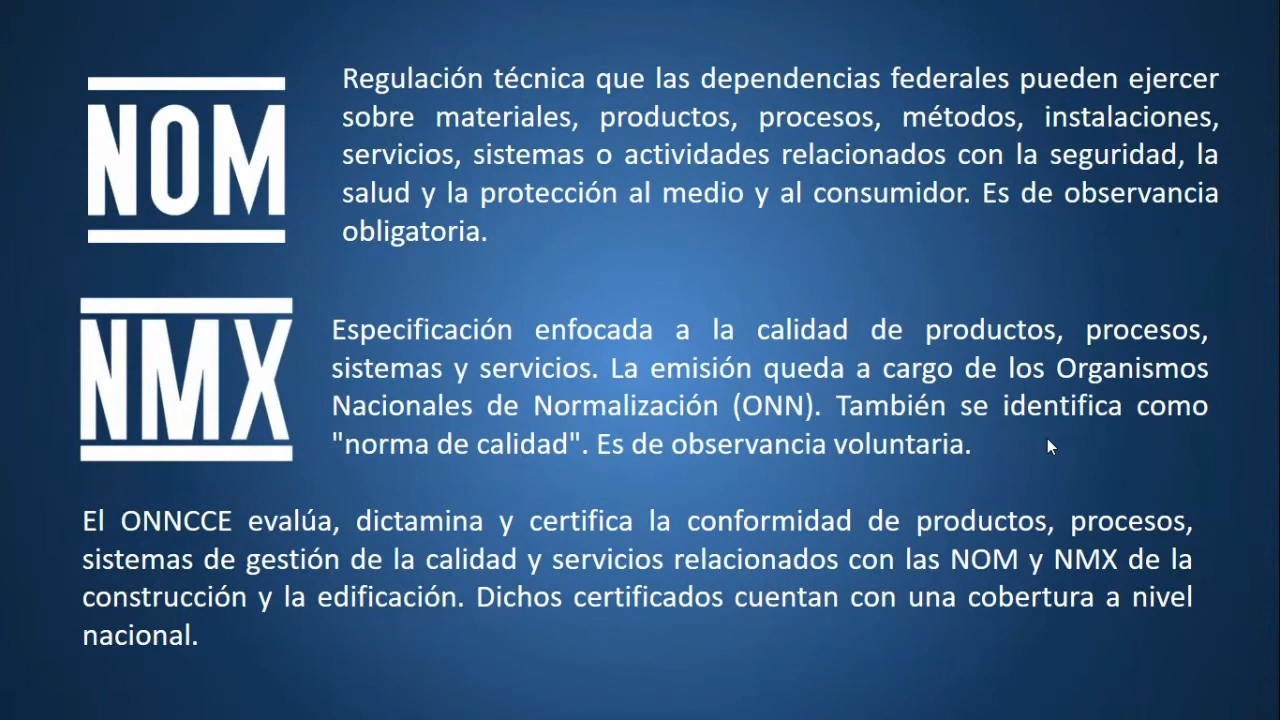 NOM
Regulación técnica que las dependencias federales pueden ejercer
sobre materiales, productos, procesos, métodos, instalaciones,
servicios, sistemas o actividades relacionados con la seguridad, la
salud y la protección al medio y al consumidor. Es de observancia
obligatoria.
NMX
Especificación enfocada a la calidad de productos, procesos,
sistemas y servicios. La emisión queda a cargo de los Organismos
Nacionales de Normalización (ONN). También se identifica como
"norma de calidad". Es de observancia voluntaria.
El ONNCCE evalúa, dictamina y certifica la conformidad de productos, procesos,
sistemas de gestión de la calidad y servicios relacionados con las NOM y NMX de la
construcción y la edificación. Dichos certificados cuentan con una cobertura a nivel
nacional.